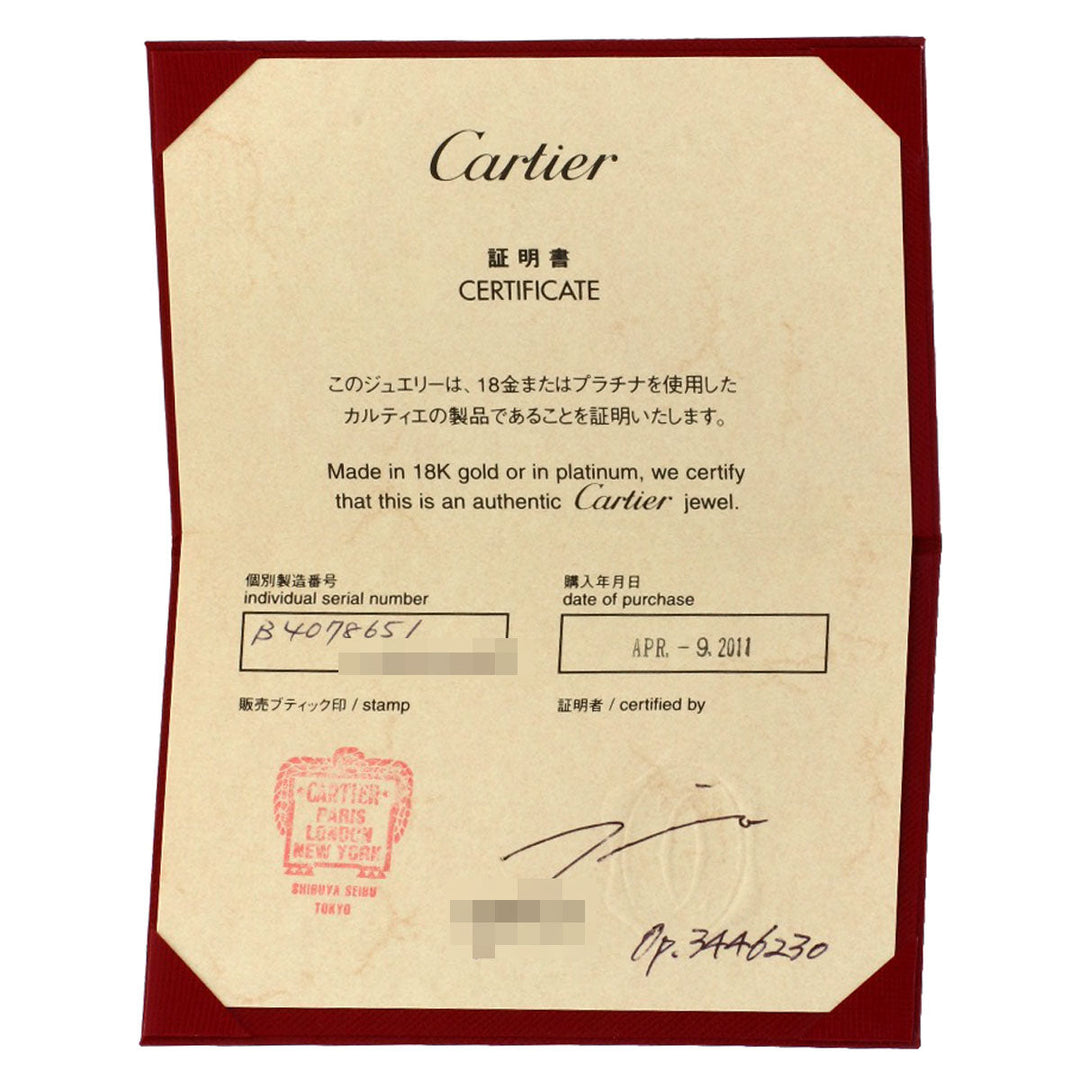 Cartier
証明書
CERTIFICATE
このジュエリーは、18金またはプラチナを使用した
カルティエの製品であることを証明いたします。
Made in 18K gold or in platinum, we certify
that this is an authentic Cartier jewel.
個別製造番号
individual serial number
B4078651
購入年月日
date of purchase
APR. - 9. 2011
販売ブティック印 / stamp
CARTIER
PARIS
LONDON
NEW YORK
SHIBUYA SEIBU
TOKYO
証明者 / certified by
Op. 3446230